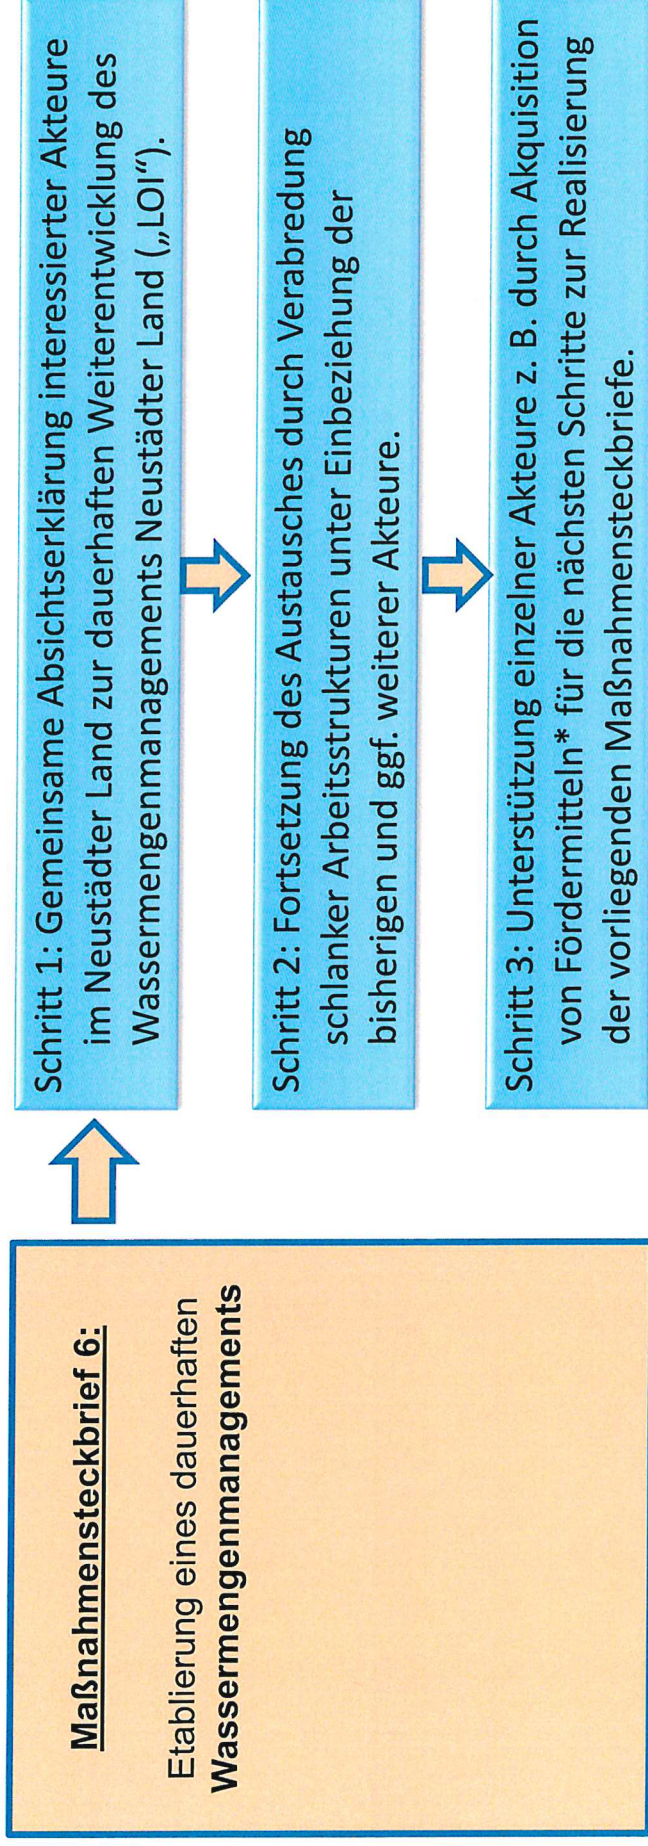 Maßnahmensteckbrief 6:
Etablierung eines dauerhaften
Wassermengenmanagements
Schritt 1: Gemeinsame Absichtserklärung interessierter Akteure
im Neustädter Land zur dauerhaften Weiterentwicklung des
Wassermengenmanagements Neustädter Land („LOI“).
Schritt 2: Fortsetzung des Austausches durch Verabredung
schlanker Arbeitsstrukturen unter Einbeziehung der
bisherigen und ggf. weiterer Akteure.
Schritt 3: Unterstützung einzelner Akteure z. B. durch Akquisition
von Fördermitteln* für die nächsten Schritte zur Realisierung
der vorliegenden Maßnahmensteckbriefe.